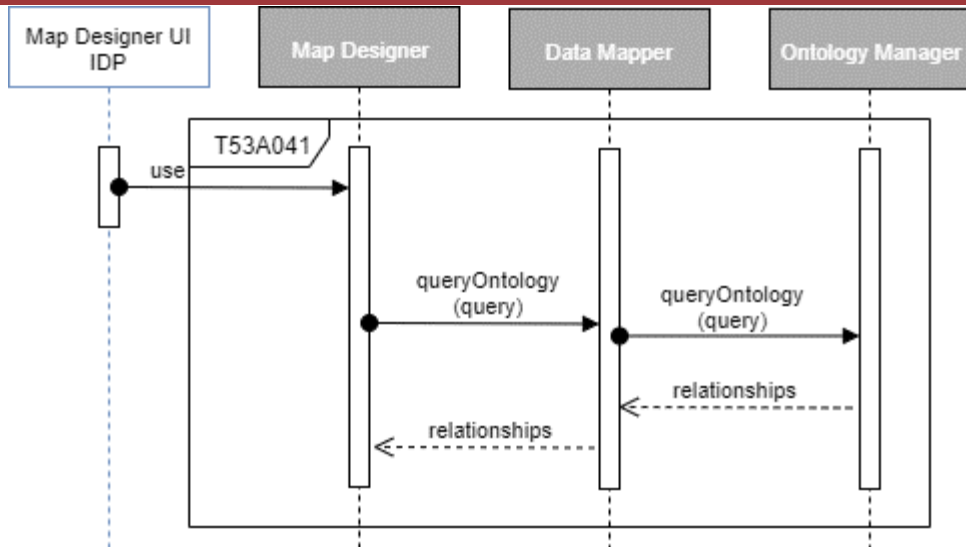 Map Designer UI
IDP
Map Designer
Data Mapper
Ontology Manager
T53A041
use
queryOntology
(query)
queryOntology
(query)
relationships
relationships